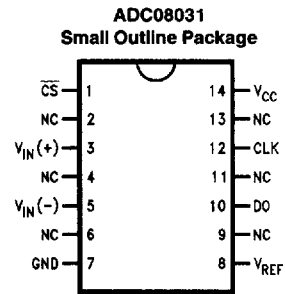 ADC08031
Small Outline Package
CS 1 14 VCC
NC 2 13 NC
VIN(+) 3 12 CLK
NC 4 11 NC
VIN(−) 5 10 DO
NC 6 9 NC
GND 7 8 VREF